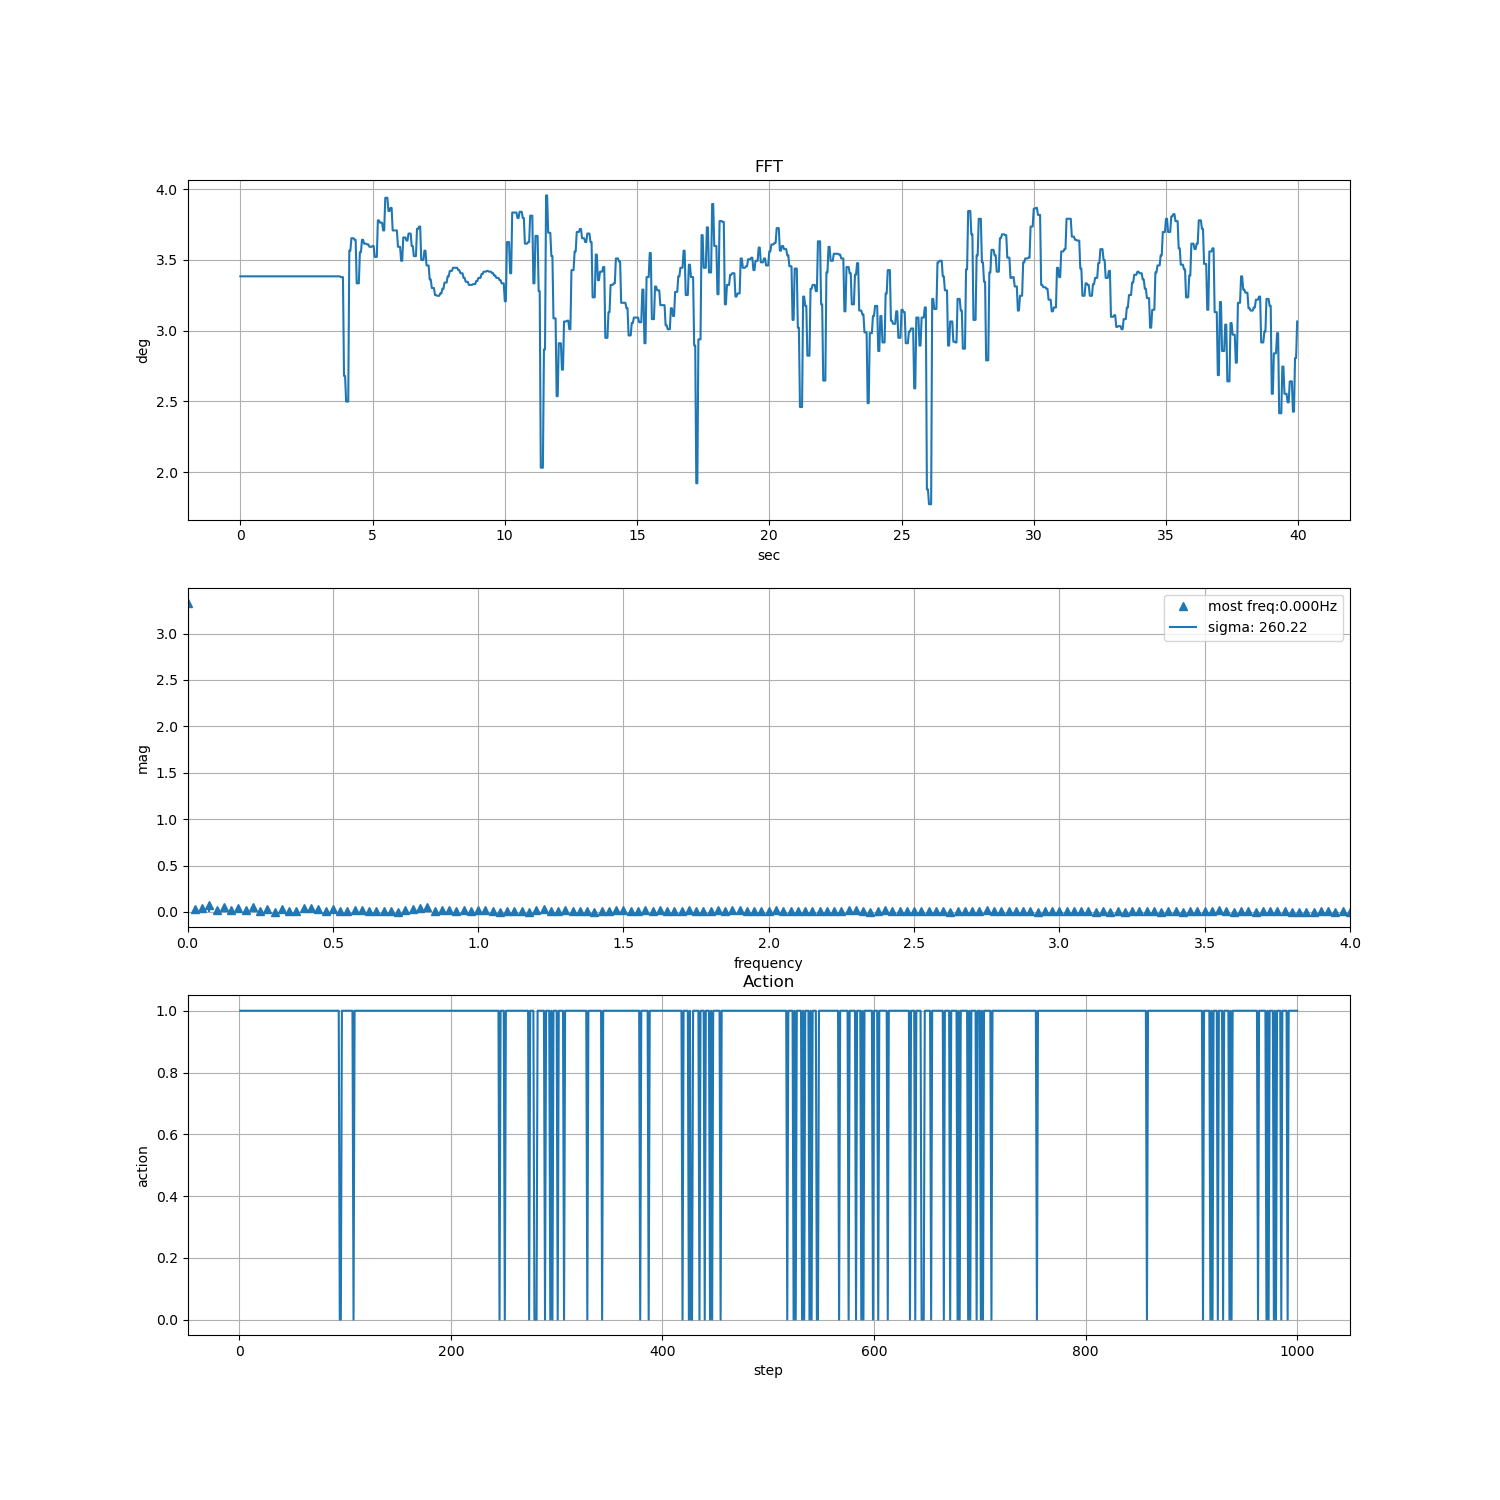 FFT
4.0
3.5
3.0
2.5
2.0
deg
0 5 10 15 20 25 30 35 40
sec
most freq:0.000Hz
sigma: 260.22
3.0
2.5
2.0
1.5
1.0
0.5
0.0
mag
0.0 0.5 1.0 1.5 2.0 2.5 3.0 3.5 4.0
frequency
Action
1.0
0.8
0.6
0.4
0.2
0.0
action
0 200 400 600 800 1000
step